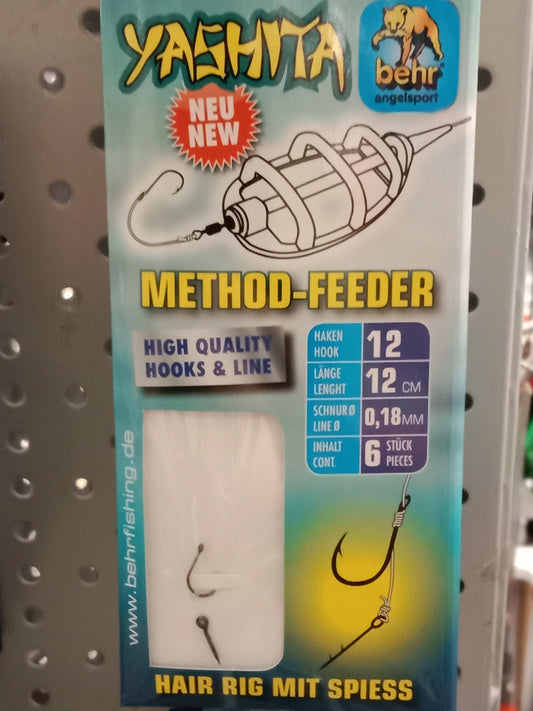 YASHITA
behr
angelsport
NEU
NEW
METHOD-FEEDER
HIGH QUALITY
HOOKS & LINE
HAKEN
HOOK
12
LÄNGE
LENGHT
12 CM
SCHNUR Ø
LINE Ø
0,18MM
INHALT
CONT.
6 STÜCK
PIECES
www.behrfishing.de
HAIR RIG MIT SPIESS